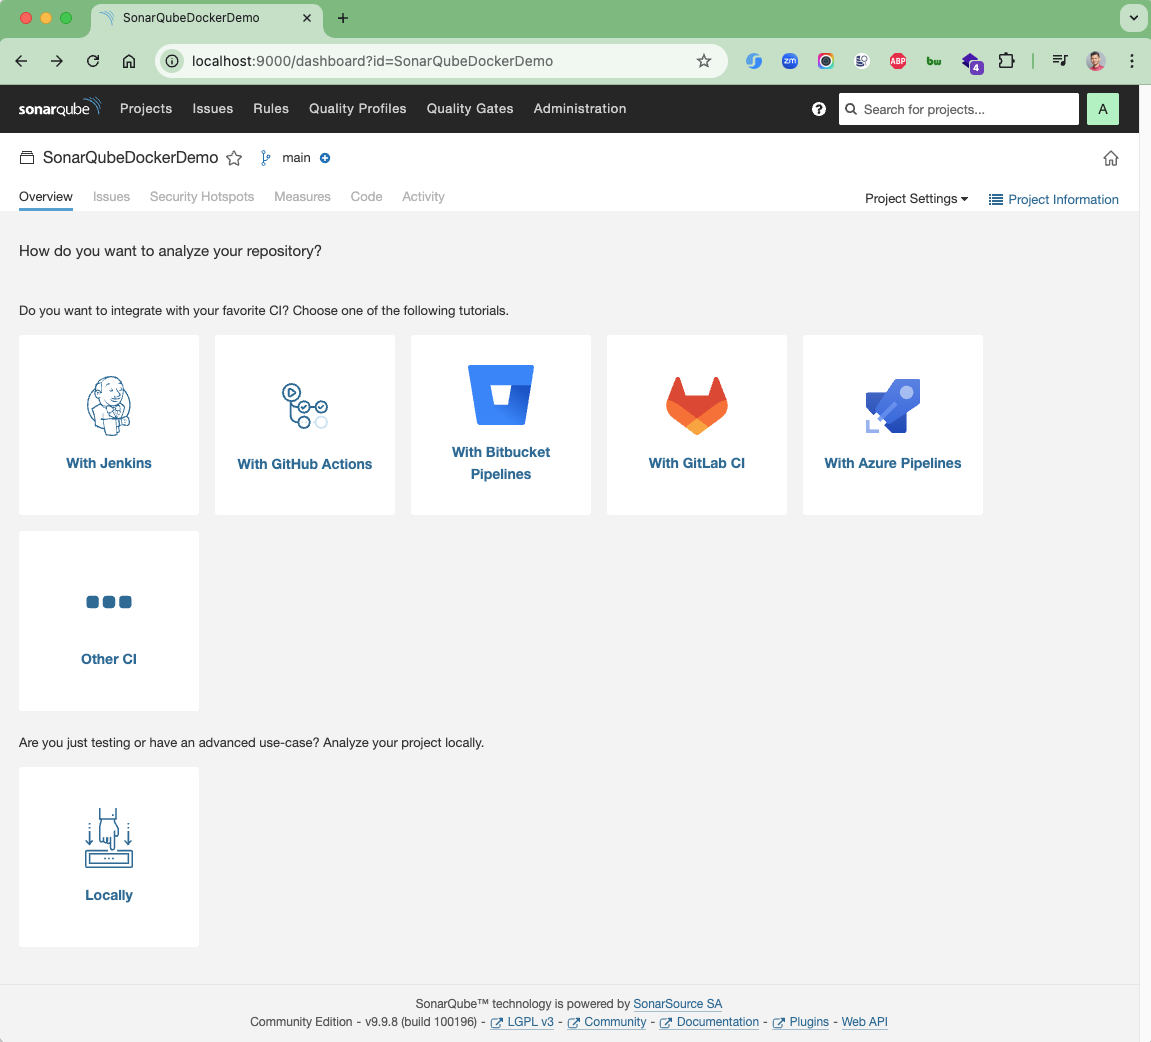 SonarQubeDockerDemo
localhost:9000/dashboard?id=SonarQubeDockerDemo
zm
ABP
bw
4
sonarqube Projects Issues Rules Quality Profiles Quality Gates Administration
? Search for projects... A
SonarQubeDockerDemo main
Overview Issues Security Hotspots Measures Code Activity
Project Settings Project Information
How do you want to analyze your repository?
Do you want to integrate with your favorite CI? Choose one of the following tutorials.
With Jenkins
With GitHub Actions
With Bitbucket
Pipelines
With GitLab CI
With Azure Pipelines
Other CI
Are you just testing or have an advanced use-case? Analyze your project locally.
Locally
SonarQube™ technology is powered by SonarSource SA
Community Edition - v9.9.8 (build 100196) - LGPL v3 - Community - Documentation - Plugins - Web API